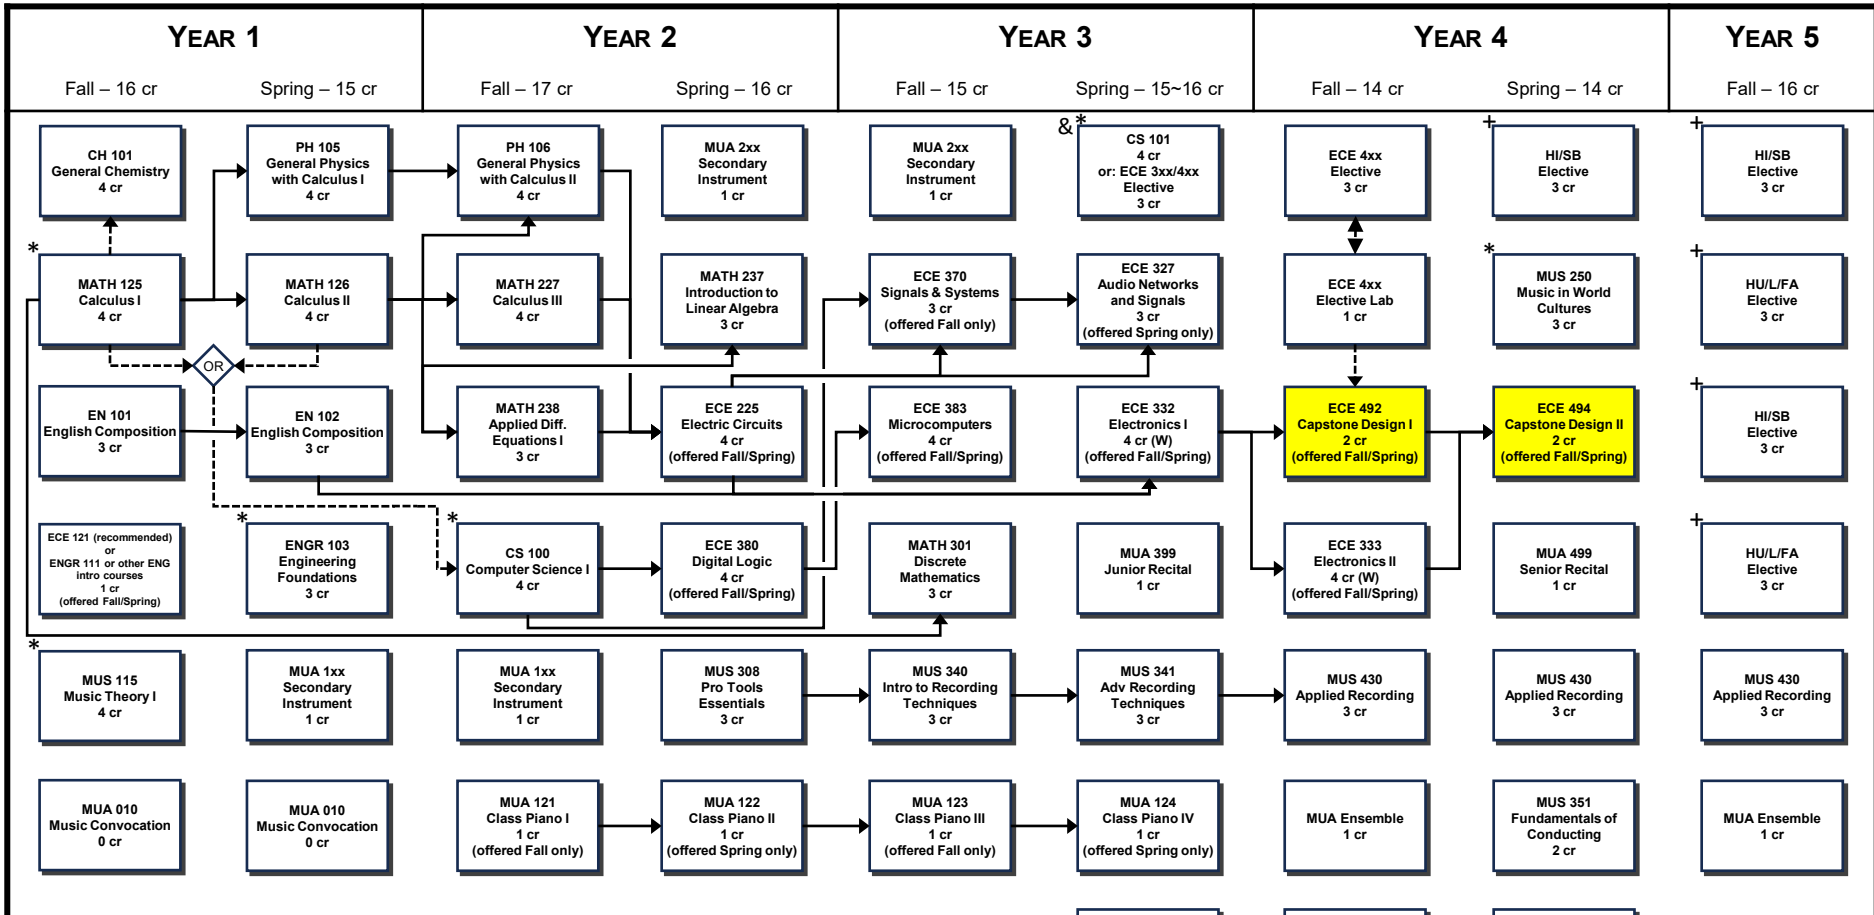 YEAR 1
YEAR 2
YEAR 3
YEAR 4
YEAR 5
Fall – 16 cr
Spring – 15 cr
Fall – 17 cr
Spring – 16 cr
Fall – 15 cr
Spring – 15~16 cr
Fall – 14 cr
Spring – 14 cr
Fall – 16 cr
CH 101
General Chemistry
4 cr
PH 105
General Physics
with Calculus I
4 cr
PH 106
General Physics
with Calculus II
4 cr
MUA 2xx
Secondary
Instrument
1 cr
MUA 2xx
Secondary
Instrument
1 cr
& *
CS 101
4 cr
or: ECE 3xx/4xx
Elective
3 cr
ECE 4xx
Elective
3 cr
+
HI/SB
Elective
3 cr
+
HI/SB
Elective
3 cr
*
MATH 125
Calculus I
4 cr
MATH 126
Calculus II
4 cr
MATH 227
Calculus III
4 cr
MATH 237
Introduction to
Linear Algebra
3 cr
ECE 370
Signals & Systems
3 cr
(offered Fall only)
ECE 327
Audio Networks
and Signals
3 cr
(offered Spring only)
ECE 4xx
Elective Lab
1 cr
*
MUS 250
Music in World
Cultures
3 cr
+
HU/L/FA
Elective
3 cr
OR
EN 101
English Composition
3 cr
EN 102
English Composition
3 cr
MATH 238
Applied Diff.
Equations I
3 cr
ECE 225
Electric Circuits
4 cr
(offered Fall/Spring)
ECE 383
Microcomputers
4 cr
(offered Fall/Spring)
ECE 332
Electronics I
4 cr (W)
(offered Fall/Spring)
ECE 492
Capstone Design I
2 cr
(offered Fall/Spring)
ECE 494
Capstone Design II
2 cr
(offered Fall/Spring)
+
HI/SB
Elective
3 cr
ECE 121 (recommended)
or
ENGR 111 or other ENG
intro courses
1 cr
(offered Fall/Spring)
*
ENGR 103
Engineering
Foundations
3 cr
*
CS 100
Computer Science I
4 cr
ECE 380
Digital Logic
4 cr
(offered Fall/Spring)
MATH 301
Discrete
Mathematics
3 cr
MUA 399
Junior Recital
1 cr
ECE 333
Electronics II
4 cr (W)
(offered Fall/Spring)
MUA 499
Senior Recital
1 cr
+
HU/L/FA
Elective
3 cr
*
MUS 115
Music Theory I
4 cr
MUA 1xx
Secondary
Instrument
1 cr
MUA 1xx
Secondary
Instrument
1 cr
MUS 308
Pro Tools
Essentials
3 cr
MUS 340
Intro to Recording
Techniques
3 cr
MUS 341
Adv Recording
Techniques
3 cr
MUS 430
Applied Recording
3 cr
MUS 430
Applied Recording
3 cr
MUS 430
Applied Recording
3 cr
MUA 010
Music Convocation
0 cr
MUA 010
Music Convocation
0 cr
MUA 121
Class Piano I
1 cr
(offered Fall only)
MUA 122
Class Piano II
1 cr
(offered Spring only)
MUA 123
Class Piano III
1 cr
(offered Fall only)
MUA 124
Class Piano IV
1 cr
(offered Spring only)
MUA Ensemble
1 cr
MUS 351
Fundamentals of
Conducting
2 cr
MUA Ensemble
1 cr